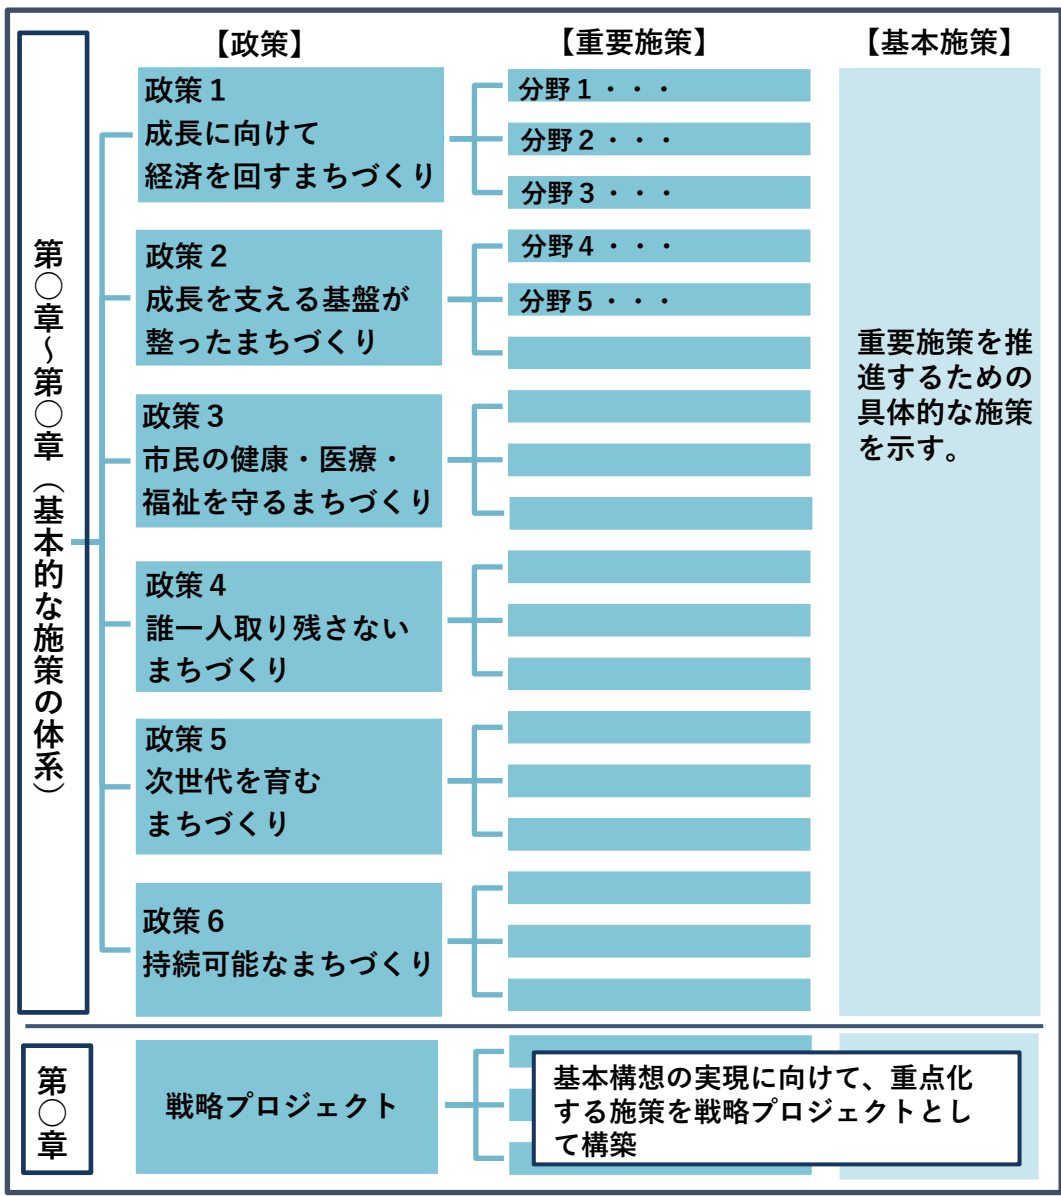 【政策】
【重要施策】
【基本施策】
第○章～第○章（基本的な施策の体系）
政策１
成長に向けて
経済を回すまちづくり
分野１・・・
分野２・・・
分野３・・・
政策２
成長を支える基盤が
整ったまちづくり
分野４・・・
分野５・・・
政策３
市民の健康・医療・
福祉を守るまちづくり
政策４
誰一人取り残さない
まちづくり
政策５
次世代を育む
まちづくり
政策６
持続可能なまちづくり
重要施策を推
進するための
具体的な施策
を示す。
第○章
戦略プロジェクト
基本構想の実現に向けて、重点化
する施策を戦略プロジェクトとし
て構築